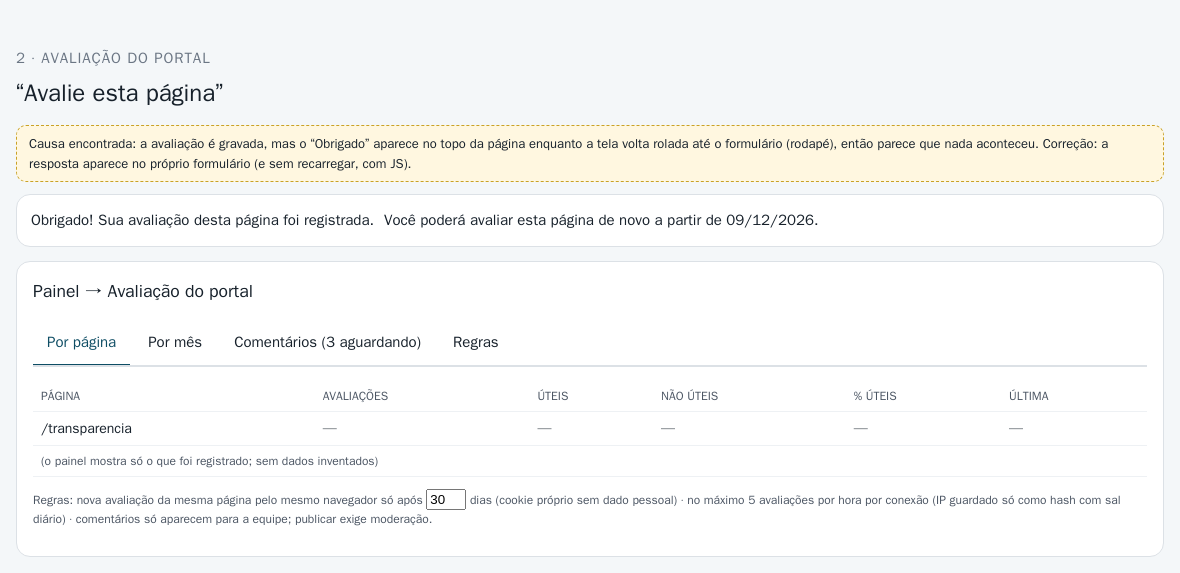 2 · AVALIAÇÃO DO PORTAL
“Avalie esta página”
Causa encontrada: a avaliação é gravada, mas o “Obrigado” aparece no topo da página enquanto a tela volta rolada até o formulário (rodapé), então parece que nada aconteceu. Correção: a
resposta aparece no próprio formulário (e sem recarregar, com JS).
Obrigado! Sua avaliação desta página foi registrada. Você poderá avaliar esta página de novo a partir de 09/12/2026.
Painel → Avaliação do portal
Por página Por mês Comentários (3 aguardando) Regras
PÁGINA AVALIAÇÕES ÚTEIS NÃO ÚTEIS % ÚTEIS ÚLTIMA
/transparencia — — — — —
(o painel mostra só o que foi registrado; sem dados inventados)
Regras: nova avaliação da mesma página pelo mesmo navegador só após 30 dias (cookie próprio sem dado pessoal) · no máximo 5 avaliações por hora por conexão (IP guardado só como hash com sal
diário) · comentários só aparecem para a equipe; publicar exige moderação.